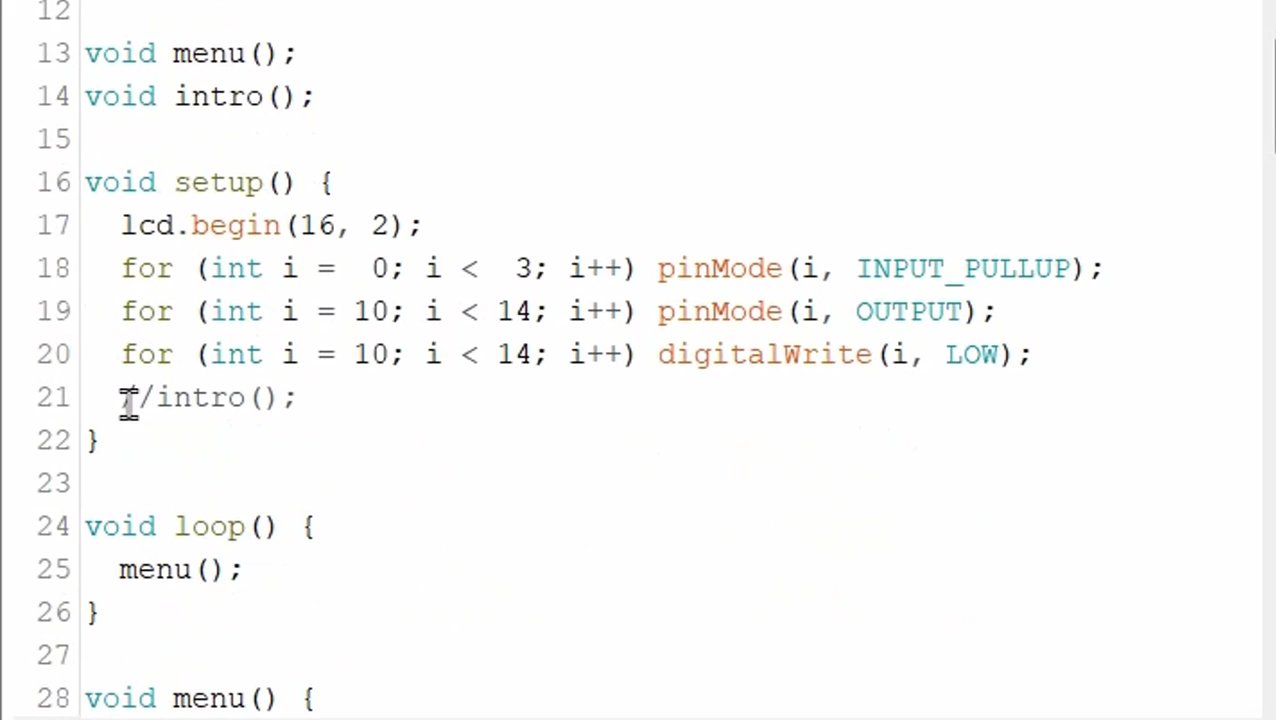 12
13 void menu();
14 void intro();
15
16 void setup() {
17   lcd.begin(16, 2);
18   for (int i =  0; i <  3; i++) pinMode(i, INPUT_PULLUP);
19   for (int i = 10; i < 14; i++) pinMode(i, OUTPUT);
20   for (int i = 10; i < 14; i++) digitalWrite(i, LOW);
21   //intro();
22 }
23
24 void loop() {
25   menu();
26 }
27
28 void menu() {